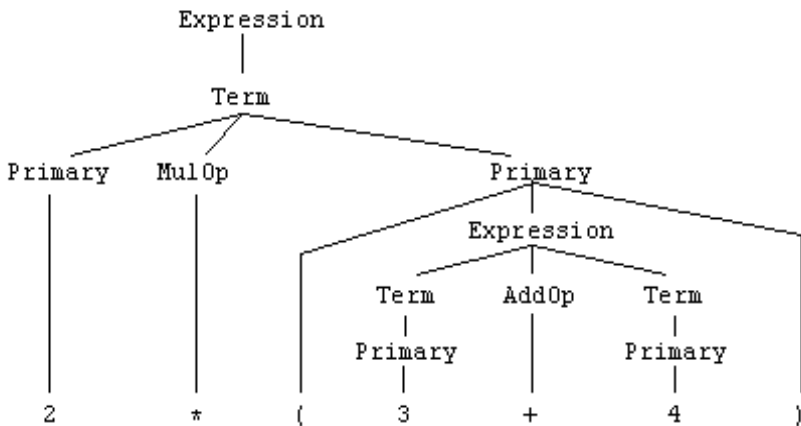 Expression
Term
Primary MulOp Primary
Expression
Term AddOp Term
Primary Primary
2 * ( 3 + 4 )